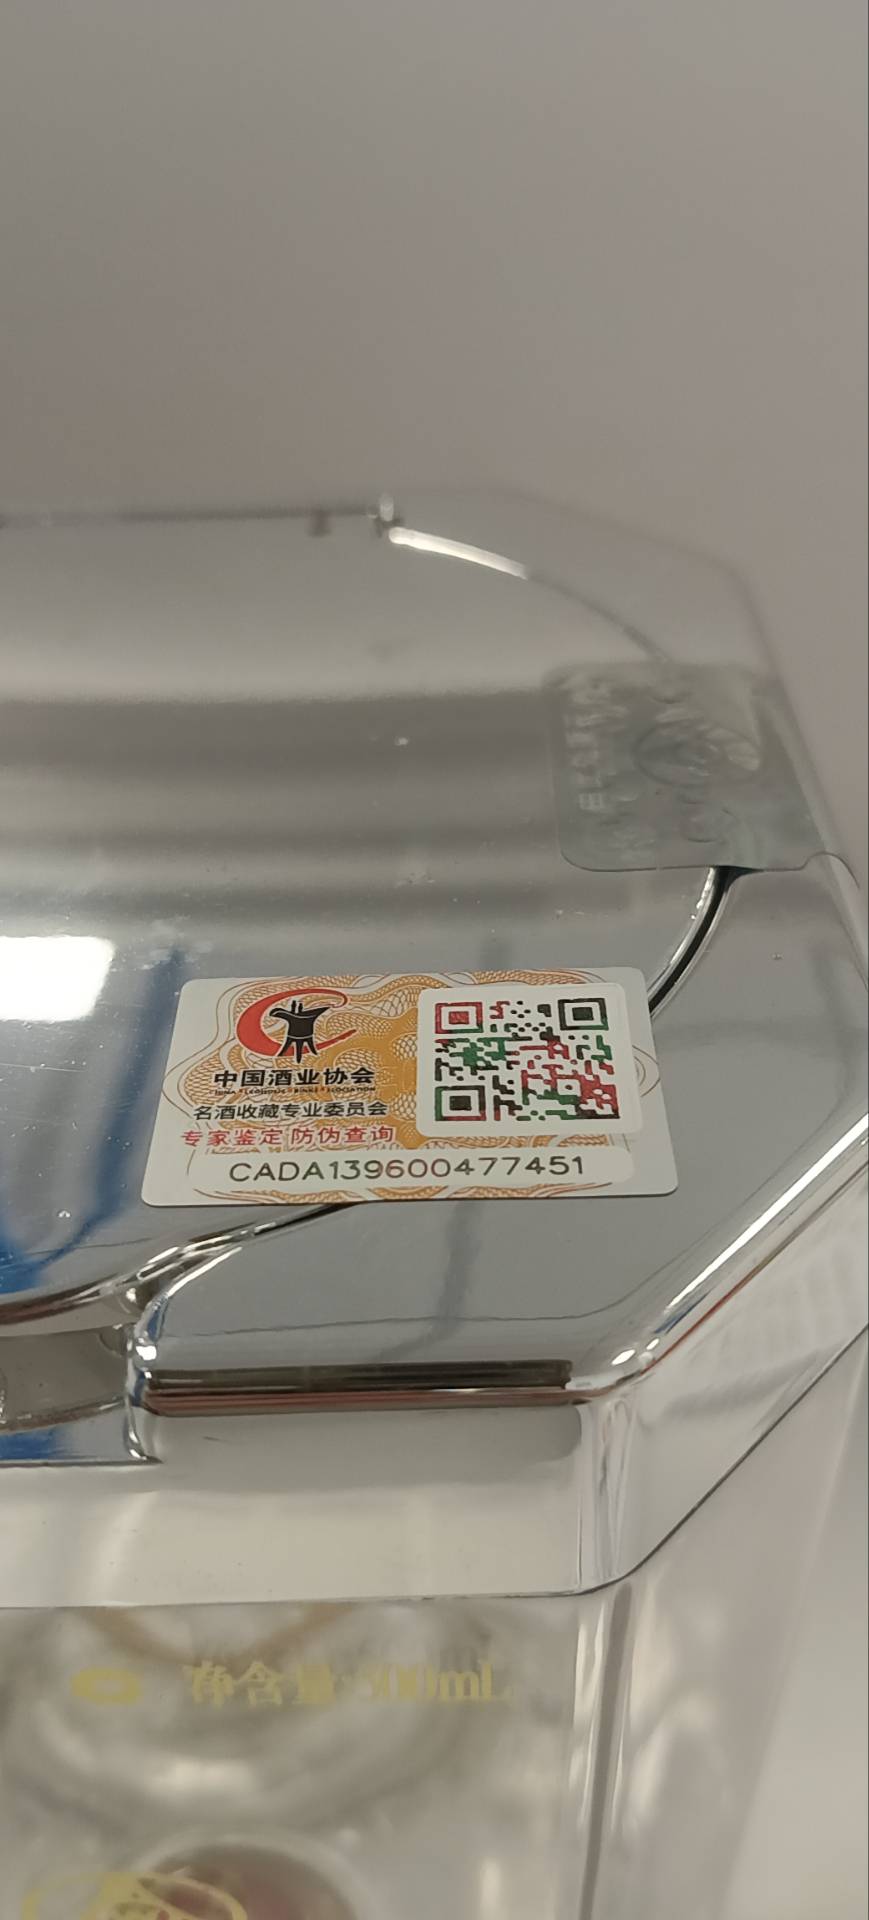 中国酒业协会
名酒收藏专业委员会
专家鉴定 防伪查询
CADA139600477451
净含量:500mL